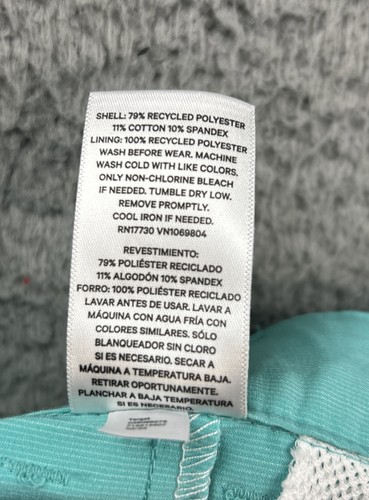 SHELL: 79% RECYCLED POLYESTER
11% COTTON 10% SPANDEX
LINING: 100% RECYCLED POLYESTER
WASH BEFORE WEAR. MACHINE
WASH COLD WITH LIKE COLORS.
ONLY NON-CHLORINE BLEACH
IF NEEDED. TUMBLE DRY LOW.
REMOVE PROMPTLY.
COOL IRON IF NEEDED.
RN17730 VN1069804
REVESTIMIENTO:
79% POLIÉSTER RECICLADO
11% ALGODÓN 10% SPANDEX
FORRO: 100% POLIÉSTER RECICLADO
LAVAR ANTES DE USAR. LAVAR A
MÁQUINA CON AGUA FRÍA CON
COLORES SIMILARES. SÓLO
BLANQUEADOR SIN CLORO
SI ES NECESARIO. SECAR A
MÁQUINA A TEMPERATURA BAJA.
RETIRAR OPORTUNAMENTE.
PLANCHAR A BAJA TEMPERATURA
SI ES NECESARIO.